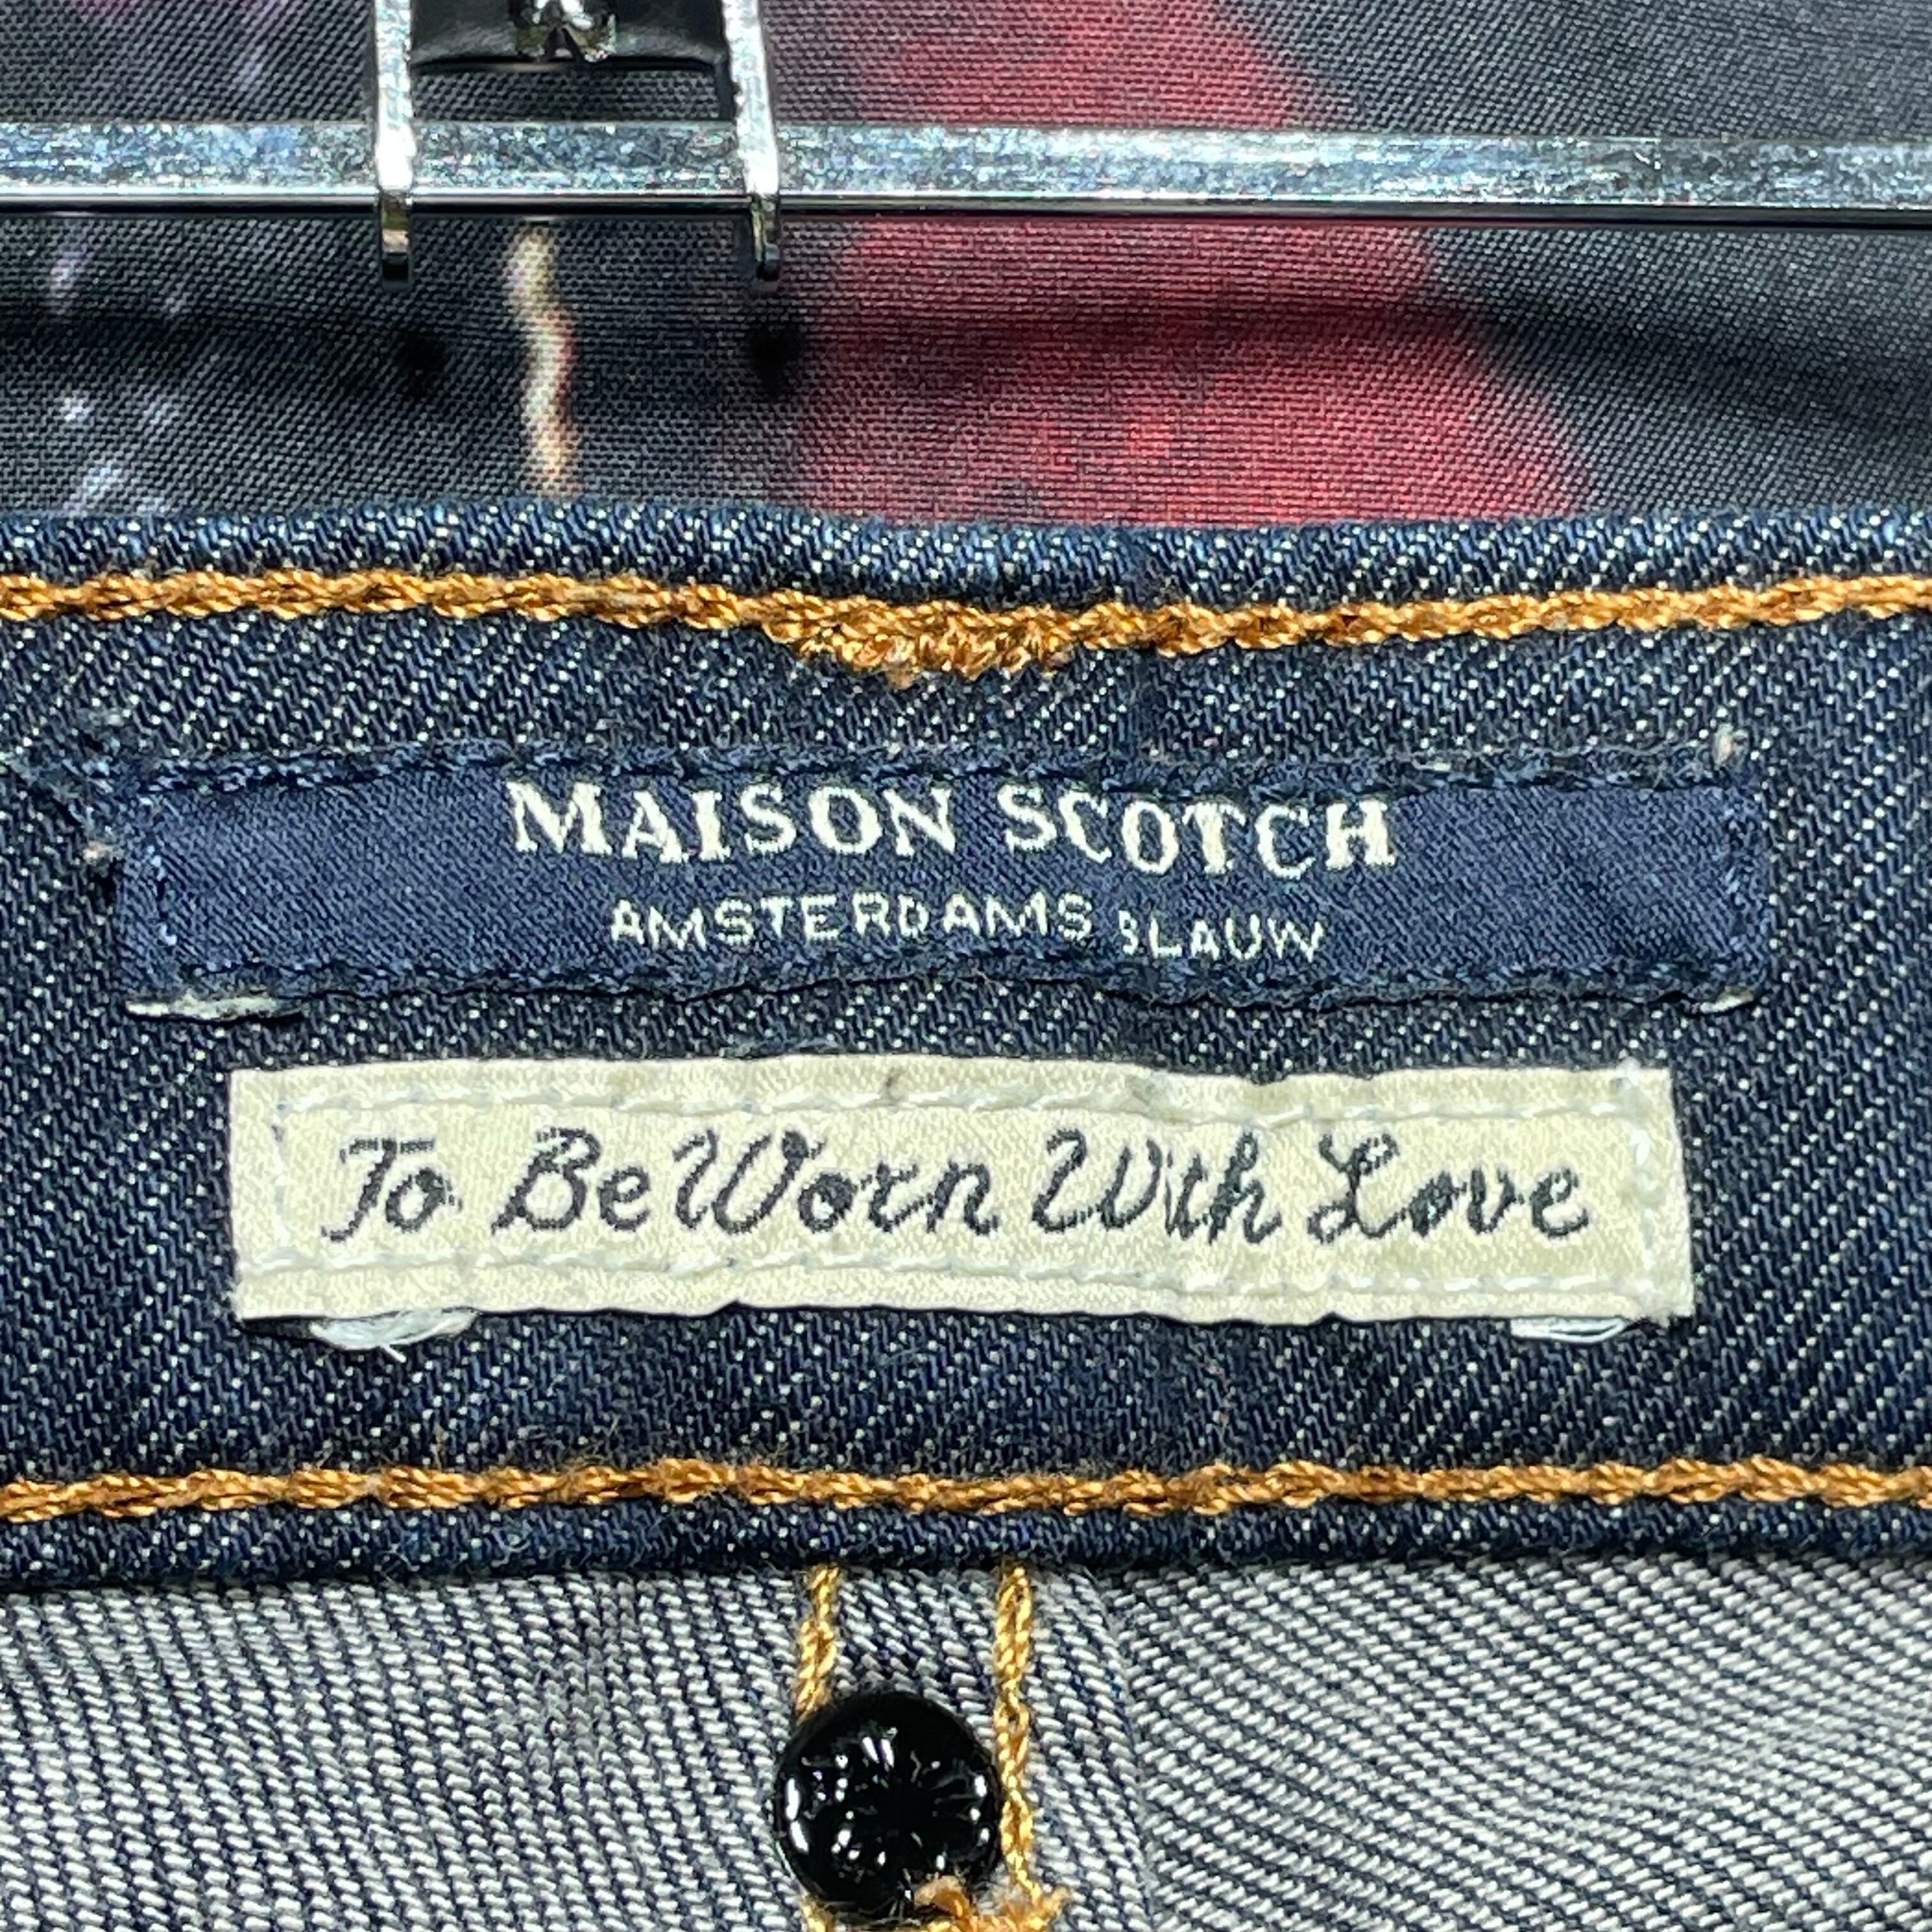 MAISON SCOTCH
AMSTERDAMS BLAUW
To Be Worn With Love